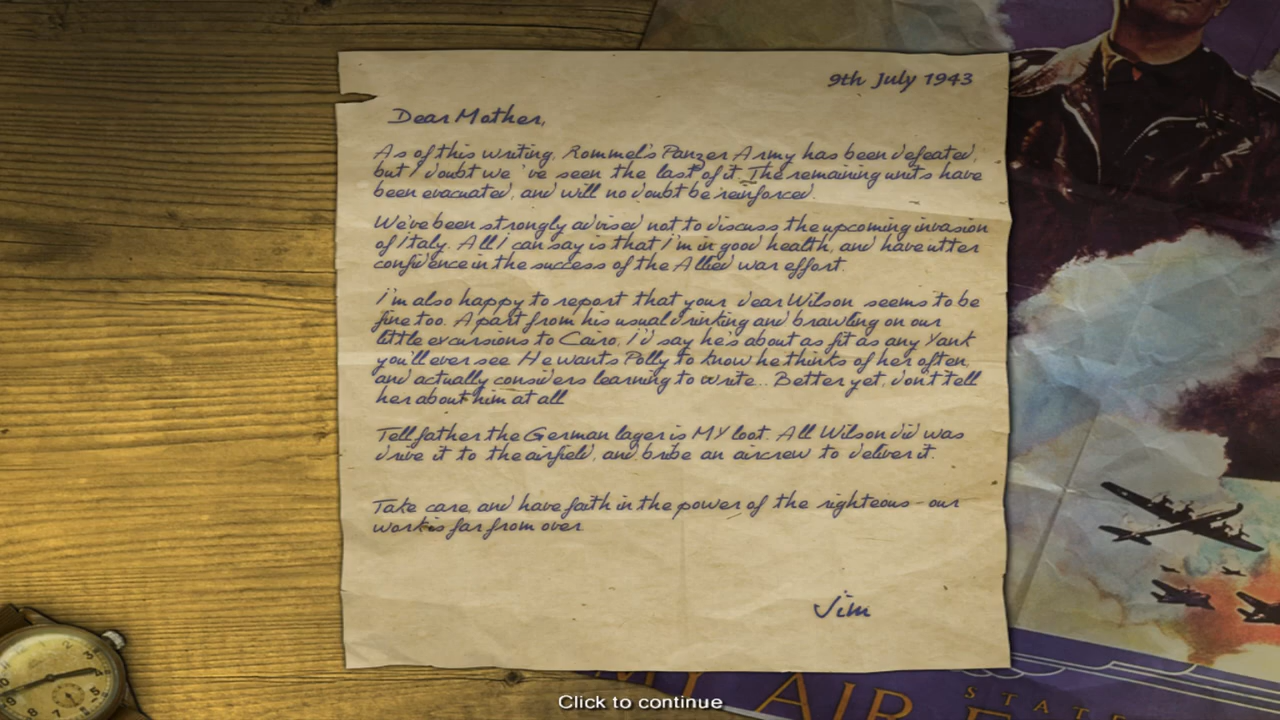 9th July 1943
Dear Mother,
As of this writing, Rommel's Panzer Army has been defeated,
but I doubt we've seen the last of it. The remaining units have
been evacuated, and will no doubt be reinforced.
We've been strongly advised not to discuss the upcoming invasion
of Italy. All I can say is that I'm in good health, and have utter
confidence in the success of the Allied war effort.
I'm also happy to report that your dear Wilson seems to be
fine too. Apart from his usual drinking and brawling on our
little excursions to Cairo, I'd say he's about as fit as any Yank
you'll ever see. He wants Polly to know he thinks of her often,
and actually considers learning to write... Better yet, don't tell
her about him at all.
Tell father the German lager is MY loot. All Wilson did was
drive it to the airfield, and bribe an aircrew to deliver it.
Take care, and have faith in the power of the righteous - our
work is far from over.
Jim
STAT
MY AIR F
Click to continue